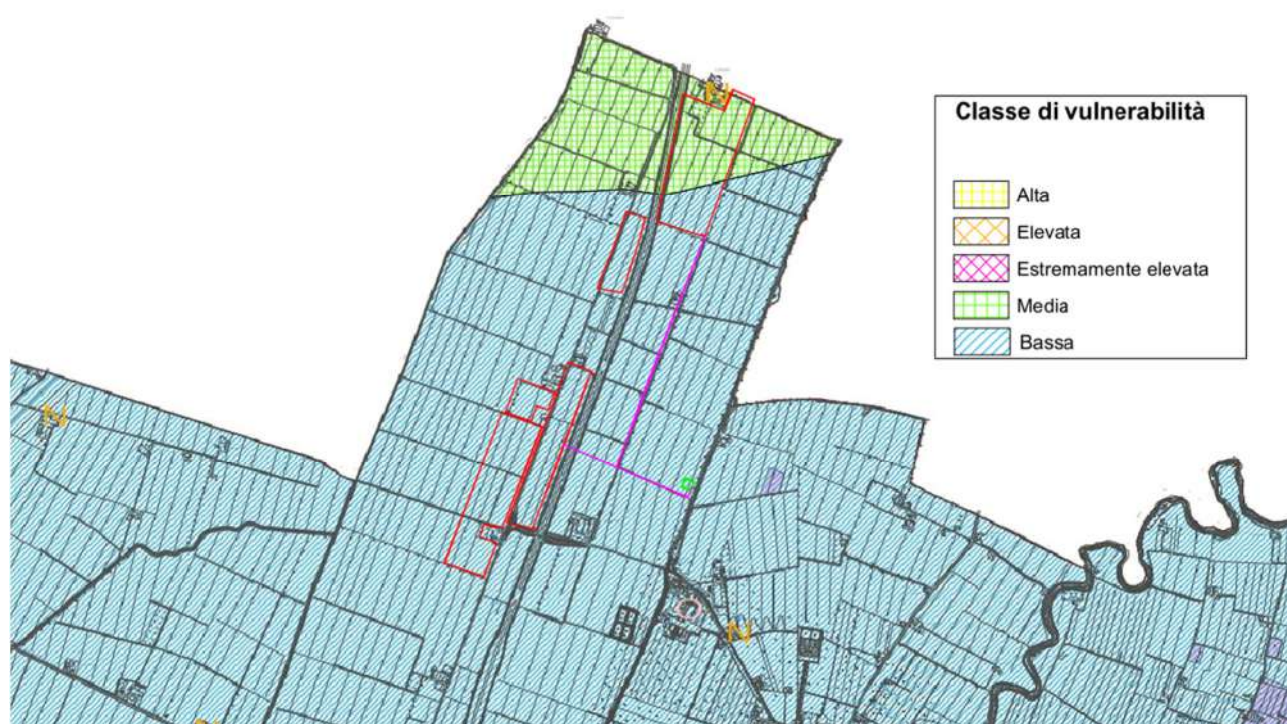 Classe di vulnerabilità
Alta
Elevata
Estremamente elevata
Media
Bassa